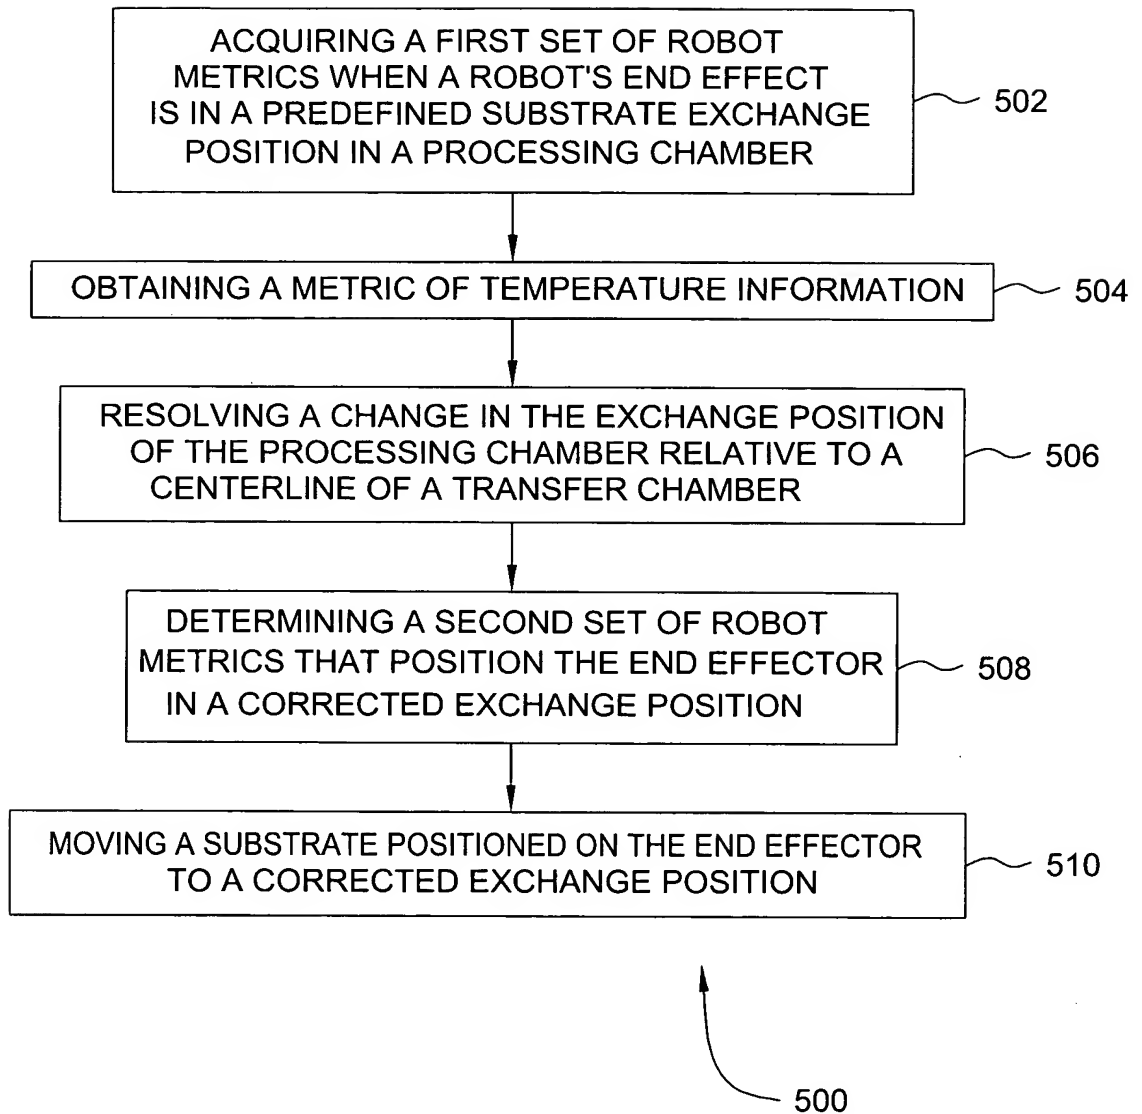 ACQUIRING A FIRST SET OF ROBOT
METRICS WHEN A ROBOT'S END EFFECT
IS IN A PREDEFINED SUBSTRATE EXCHANGE
POSITION IN A PROCESSING CHAMBER
502
OBTAINING A METRIC OF TEMPERATURE INFORMATION
504
RESOLVING A CHANGE IN THE EXCHANGE POSITION
OF THE PROCESSING CHAMBER RELATIVE TO A
CENTERLINE OF A TRANSFER CHAMBER
506
DETERMINING A SECOND SET OF ROBOT
METRICS THAT POSITION THE END EFFECTOR
IN A CORRECTED EXCHANGE POSITION
508
MOVING A SUBSTRATE POSITIONED ON THE END EFFECTOR
TO A CORRECTED EXCHANGE POSITION
510
500